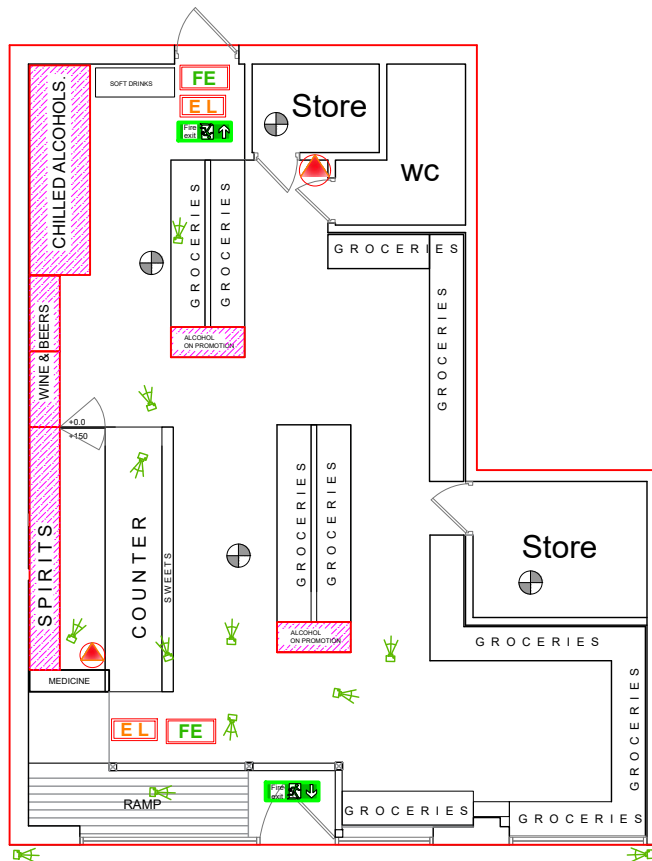 SOFT DRINKS
FE
E L
Fire
exit
CHILLED ALCOHOLS.
Store
WC
GROCERIES
GROCERIES
GROCERIES
GROCERIES
WINE & BEERS
ALCOHOL
ON PROMOTION
+0.0
+150
SPIRITS
COUNTER
SWEETS
GROCERIES
GROCERIES
Store
ALCOHOL
ON PROMOTION
GROCERIES
GROCERIES
MEDICINE
E L
FE
Fire
exit
RAMP
GROCERIES
GROCERIES